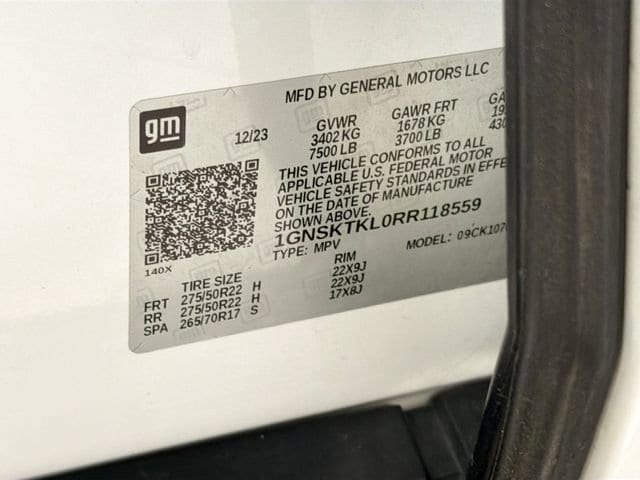 MFD BY GENERAL MOTORS LLC
gm
12/23
GVWR GAWR FRT
3402 KG 1678 KG
7500 LB 3700 LB
THIS VEHICLE CONFORMS TO ALL
APPLICABLE U.S. FEDERAL MOTOR
VEHICLE SAFETY STANDARDS IN EFFE
ON THE DATE OF MANUFACTURE
SHOWN ABOVE.
1GNSKTKL0RR118559
TYPE: MPV MODEL: 09CK107
140X
TIRE SIZE RIM
FRT 275/50R22 H 22X9J
RR 275/50R22 H 22X9J
SPA 265/70R17 S 17X8J